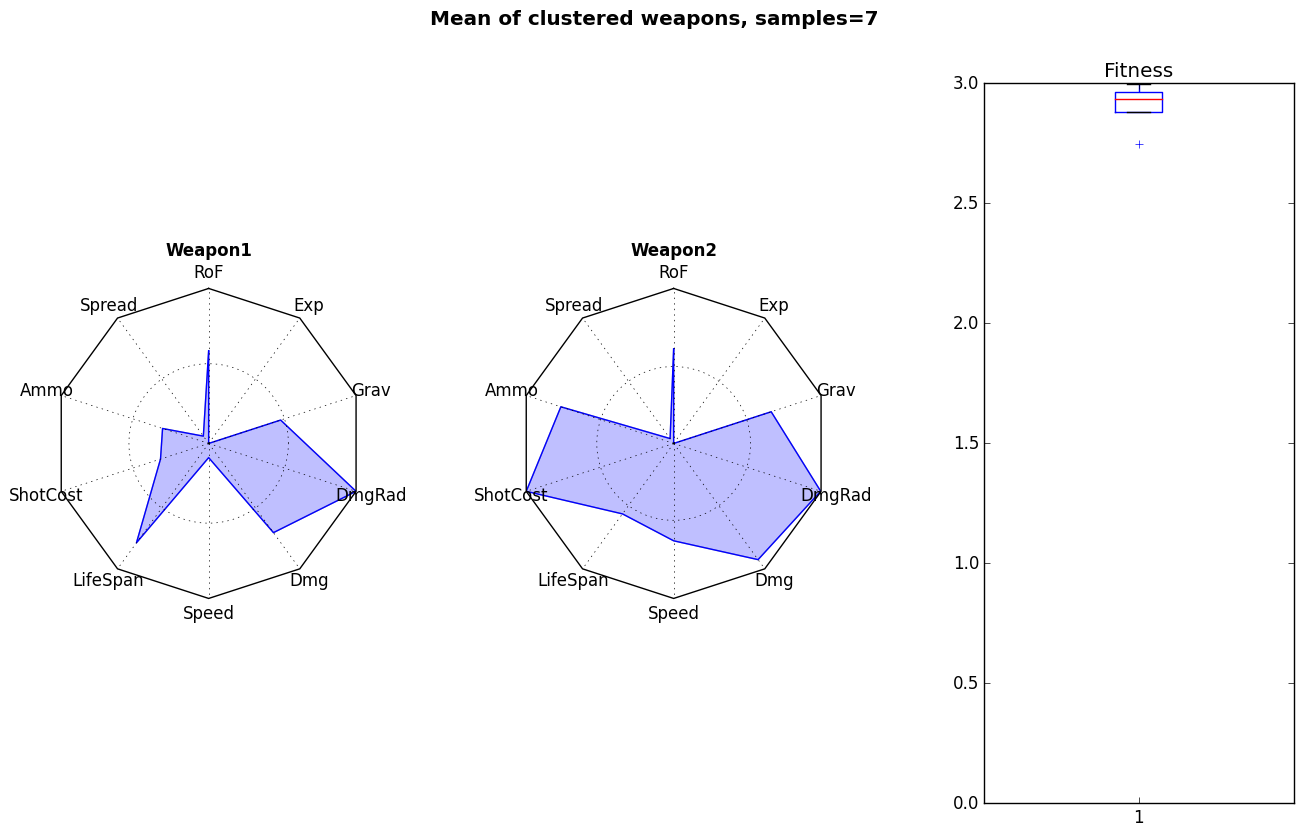 Mean of clustered weapons, samples=7
Weapon1
RoF
Spread
Exp
Ammo
Grav
ShotCost
DmgRad
LifeSpan
Dmg
Speed
Weapon2
RoF
Spread
Exp
Ammo
Grav
ShotCost
DmgRad
LifeSpan
Dmg
Speed
Fitness
3.0
2.5
2.0
1.5
1.0
0.5
0.0
1